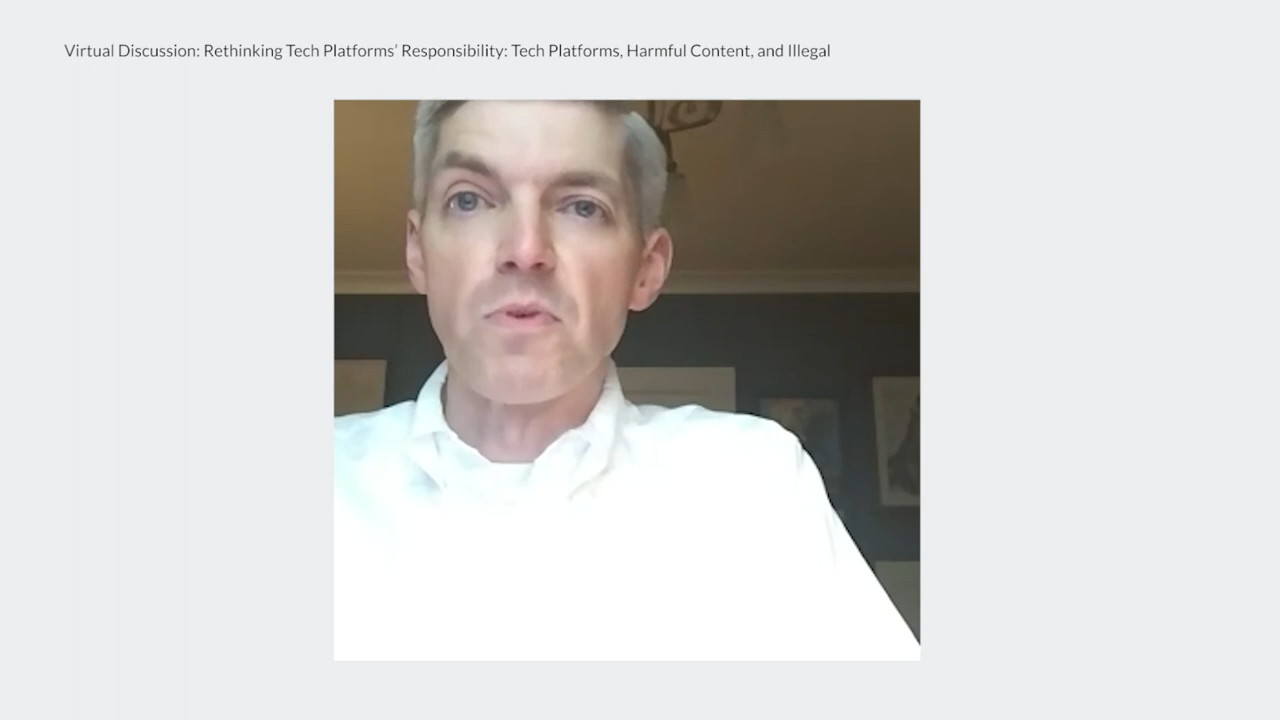 Virtual Discussion: Rethinking Tech Platforms’ Responsibility: Tech Platforms, Harmful Content, and Illegal